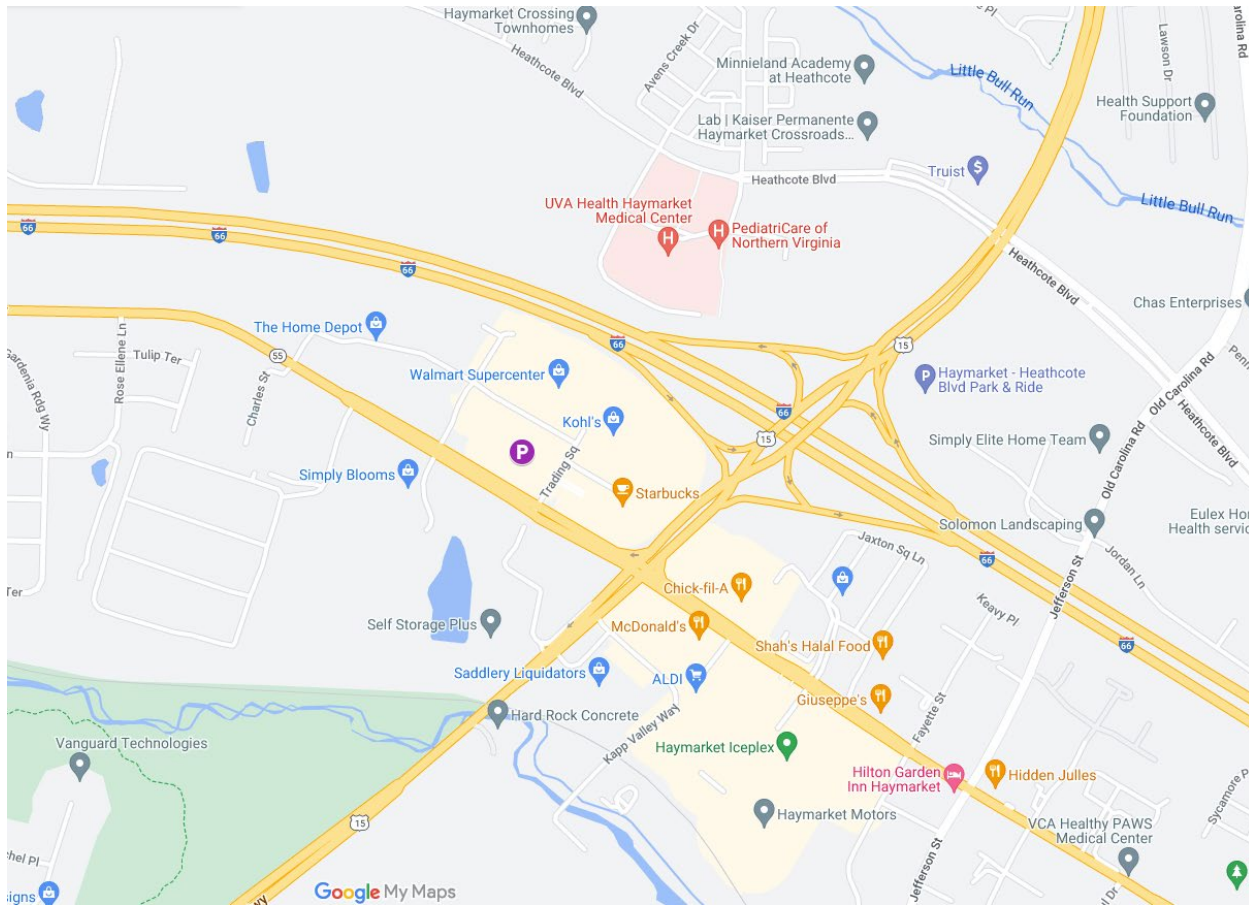 Haymarket Crossing
Townhomes
Heathcote Blvd
Avens Creek Dr
Minnieland Academy
at Heathcote
Lab | Kaiser Permanente
Haymarket Crossroads...
Pl
Little Bull Run
Carolina Rd
Lawson Dr
Health Support
Foundation
Truist
Heathcote Blvd
Little Bull Run
UVA Health Haymarket
Medical Center
H
H
PediatriCare of
Northern Virginia
66
66
66
Heathcote Blvd
Chas Enterprises
The Home Depot
55
Rose Ellene Ln
Tulip Ter
Gardenia Rdg Wy
Charles St
Walmart Supercenter
66
15
P
Haymarket - Heathcote
Blvd Park & Ride
Old Carolina Rd
Heathcote Blvd
Kohl's
66
15
Simply Elite Home Team
P
Trading Sq
Simply Blooms
Starbucks
Old Carolina Rd
Solomon Landscaping
Jaxton Sq Ln
66
Jordan Ln
Ter
Chick-fil-A
Keavy Pl
Jefferson St
Self Storage Plus
McDonald's
Shah's Halal Food
66
Saddlery Liquidators
ALDI
Giuseppe's
Hard Rock Concrete
Kapp Valley Way
Fayette St
Vanguard Technologies
Haymarket Iceplex
Hilton Garden
Inn Haymarket
Hidden Julles
Haymarket Motors
VCA Healthy PAWS
Medical Center
15
Jefferson St
Google My Maps